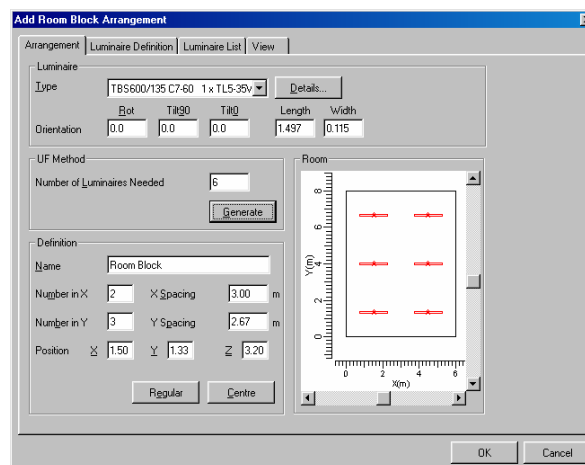 Add Room Block Arrangement
Arrangement Luminaire Definition Luminaire List View
Luminaire
Type TBS600/135 C7-60 1 x TL5-35W Details...
Rot Tilt90 Tilt0 Length Width
Orientation 0.0 0.0 0.0 1.497 0.115
UF Method
Number of Luminaires Needed 6
Generate
Definition
Name Room Block
Number in X 2 X Spacing 3.00 m
Number in Y 3 Y Spacing 2.67 m
Position X 1.50 Y 1.33 Z 3.20
Regular Centre
Room
8
6
Y(m)
4
2
0
0 2 4 6
X(m)
OK Cancel